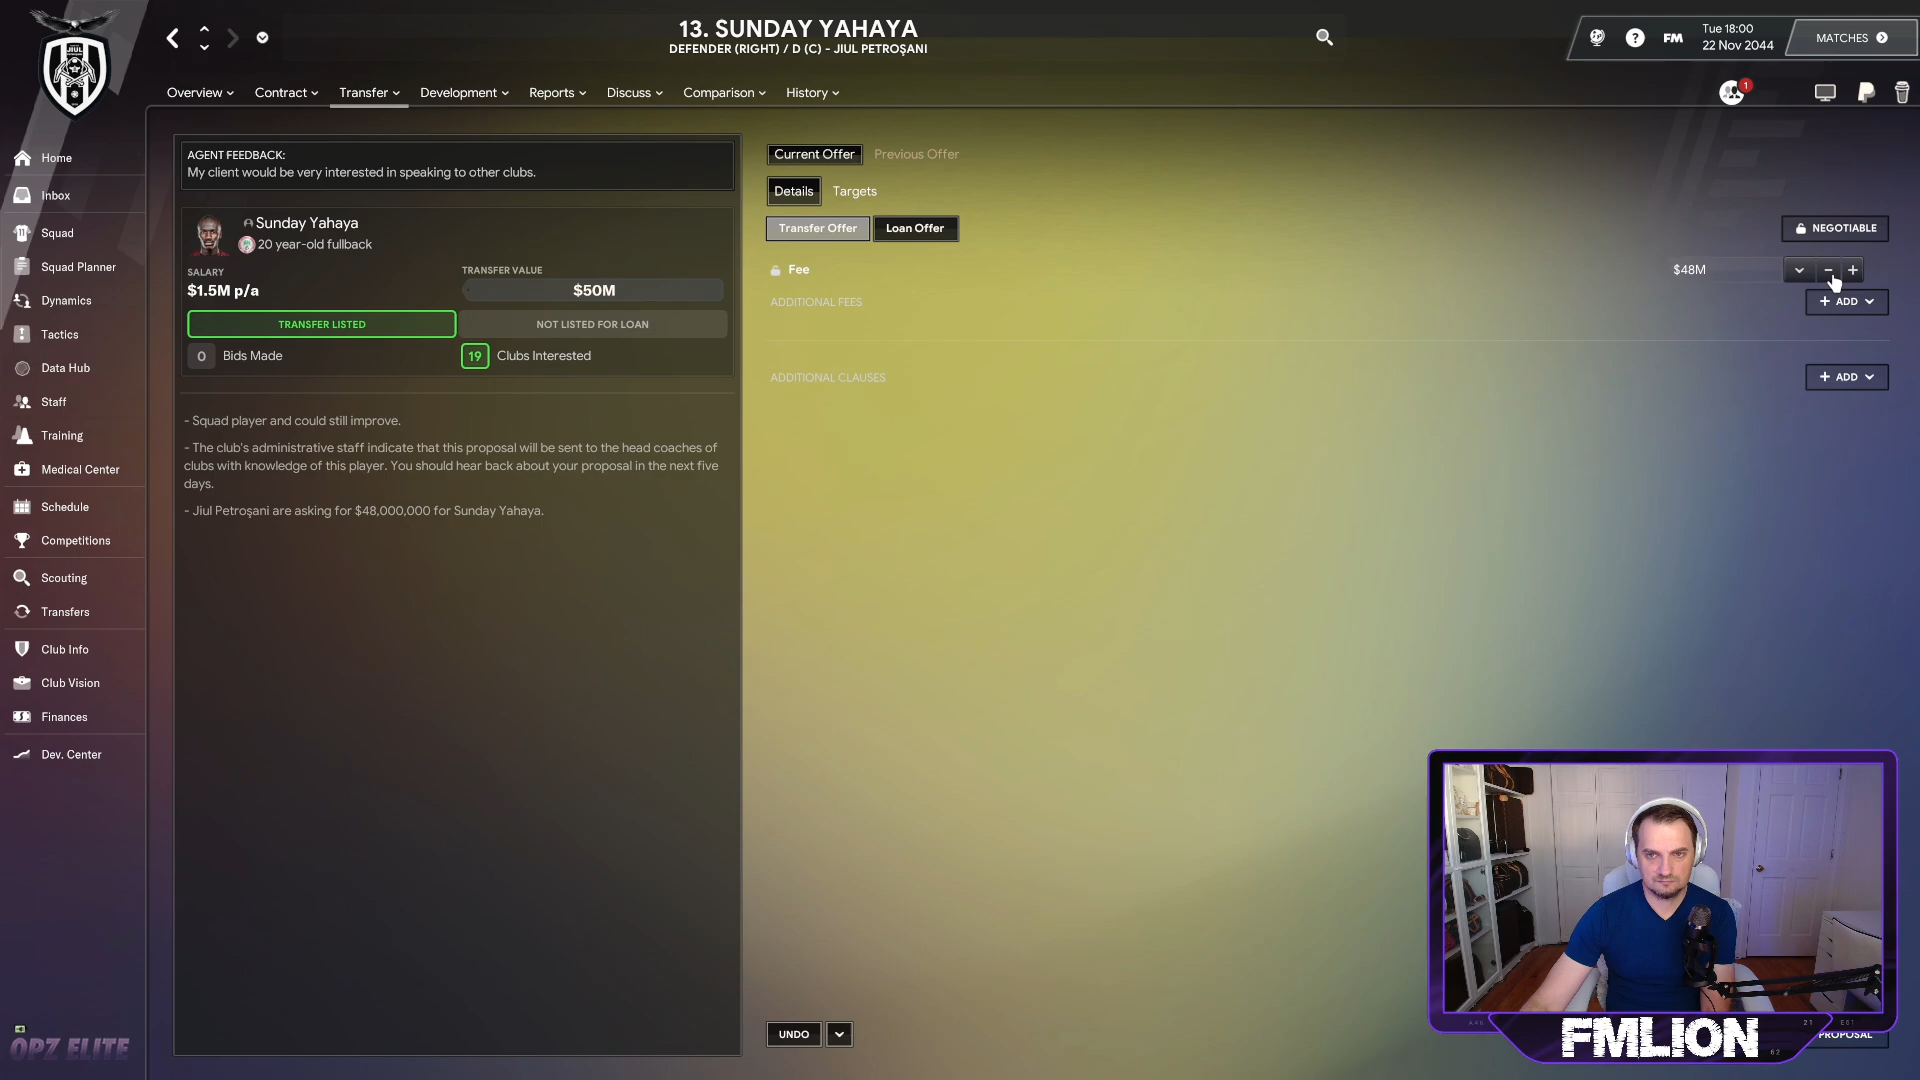 13. SUNDAY YAHAYA
DEFENDER (RIGHT) / D (C) - JIUL PETROȘANI
FM
Tue 18:00
22 Nov 2044
MATCHES
Overview
Contract
Transfer
Development
Reports
Discuss
Comparison
History
1
Home
Inbox
Squad
Squad Planner
Dynamics
Tactics
Data Hub
Staff
Training
Medical Center
Schedule
Competitions
Scouting
Transfers
Club Info
Club Vision
Finances
Dev. Center
OPZ ELITE
AGENT FEEDBACK:
My client would be very interested in speaking to other clubs.
Sunday Yahaya
20 year-old fullback
SALARY
$1.5M p/a
TRANSFER VALUE
$50M
TRANSFER LISTED
NOT LISTED FOR LOAN
0 Bids Made
19 Clubs Interested
- Squad player and could still improve.
- The club's administrative staff indicate that this proposal will be sent to the head coaches of
clubs with knowledge of this player. You should hear back about your proposal in the next five
days.
- Jiul Petroșani are asking for $48,000,000 for Sunday Yahaya.
Current Offer
Previous Offer
Details
Targets
Transfer Offer
Loan Offer
NEGOTIABLE
Fee
$48M
ADDITIONAL FEES
+ ADD
ADDITIONAL CLAUSES
+ ADD
UNDO
PROPOSAL
FMLION